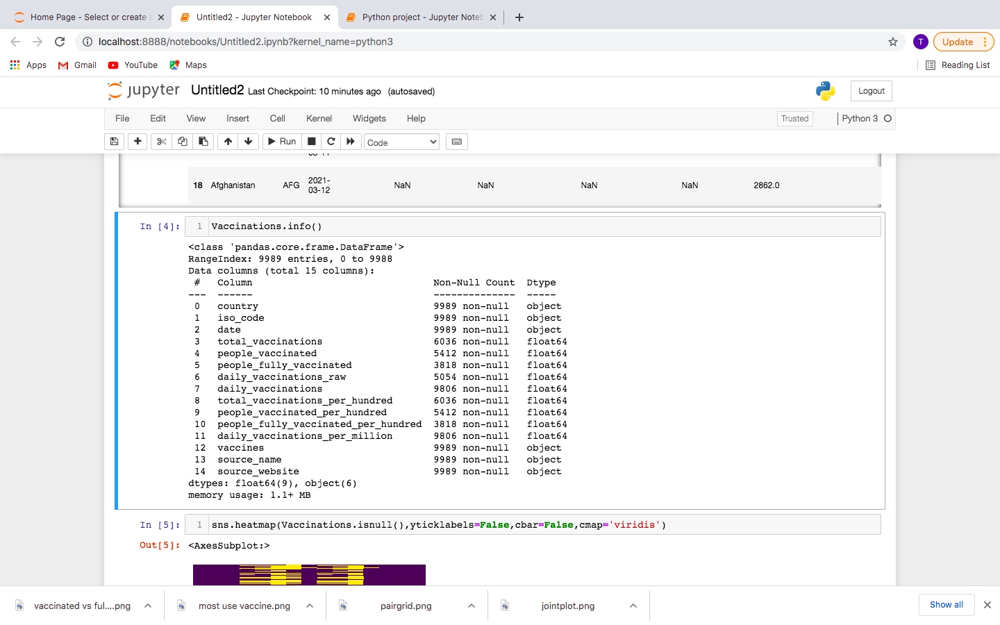 Home Page - Select or create a
Untitled2 - Jupyter Notebook
Python project - Jupyter Noteb
localhost:8888/notebooks/Untitled2.ipynb?kernel_name=python3
T
Update
Apps
Gmail
YouTube
Maps
Reading List
jupyter Untitled2 Last Checkpoint: 10 minutes ago (autosaved)
Logout
File Edit View Insert Cell Kernel Widgets Help
Trusted
Python 3
Run
Code
18 Afghanistan AFG 2021-03-12 NaN NaN NaN NaN 2862.0
In [4]: 1 Vaccinations.info()
<class 'pandas.core.frame.DataFrame'>
RangeIndex: 9989 entries, 0 to 9988
Data columns (total 15 columns):
# Column Non-Null Count Dtype
--- ------ -------------- -----
0 country 9989 non-null object
1 iso_code 9989 non-null object
2 date 9989 non-null object
3 total_vaccinations 6036 non-null float64
4 people_vaccinated 5412 non-null float64
5 people_fully_vaccinated 3818 non-null float64
6 daily_vaccinations_raw 5054 non-null float64
7 daily_vaccinations 9806 non-null float64
8 total_vaccinations_per_hundred 6036 non-null float64
9 people_vaccinated_per_hundred 5412 non-null float64
10 people_fully_vaccinated_per_hundred 3818 non-null float64
11 daily_vaccinations_per_million 9806 non-null float64
12 vaccines 9989 non-null object
13 source_name 9989 non-null object
14 source_website 9989 non-null object
dtypes: float64(9), object(6)
memory usage: 1.1+ MB
In [5]: 1 sns.heatmap(Vaccinations.isnull(),yticklabels=False,cbar=False,cmap='viridis')
Out[5]: <AxesSubplot:>
vaccinated vs ful....png
most use vaccine.png
pairgrid.png
jointplot.png
Show all